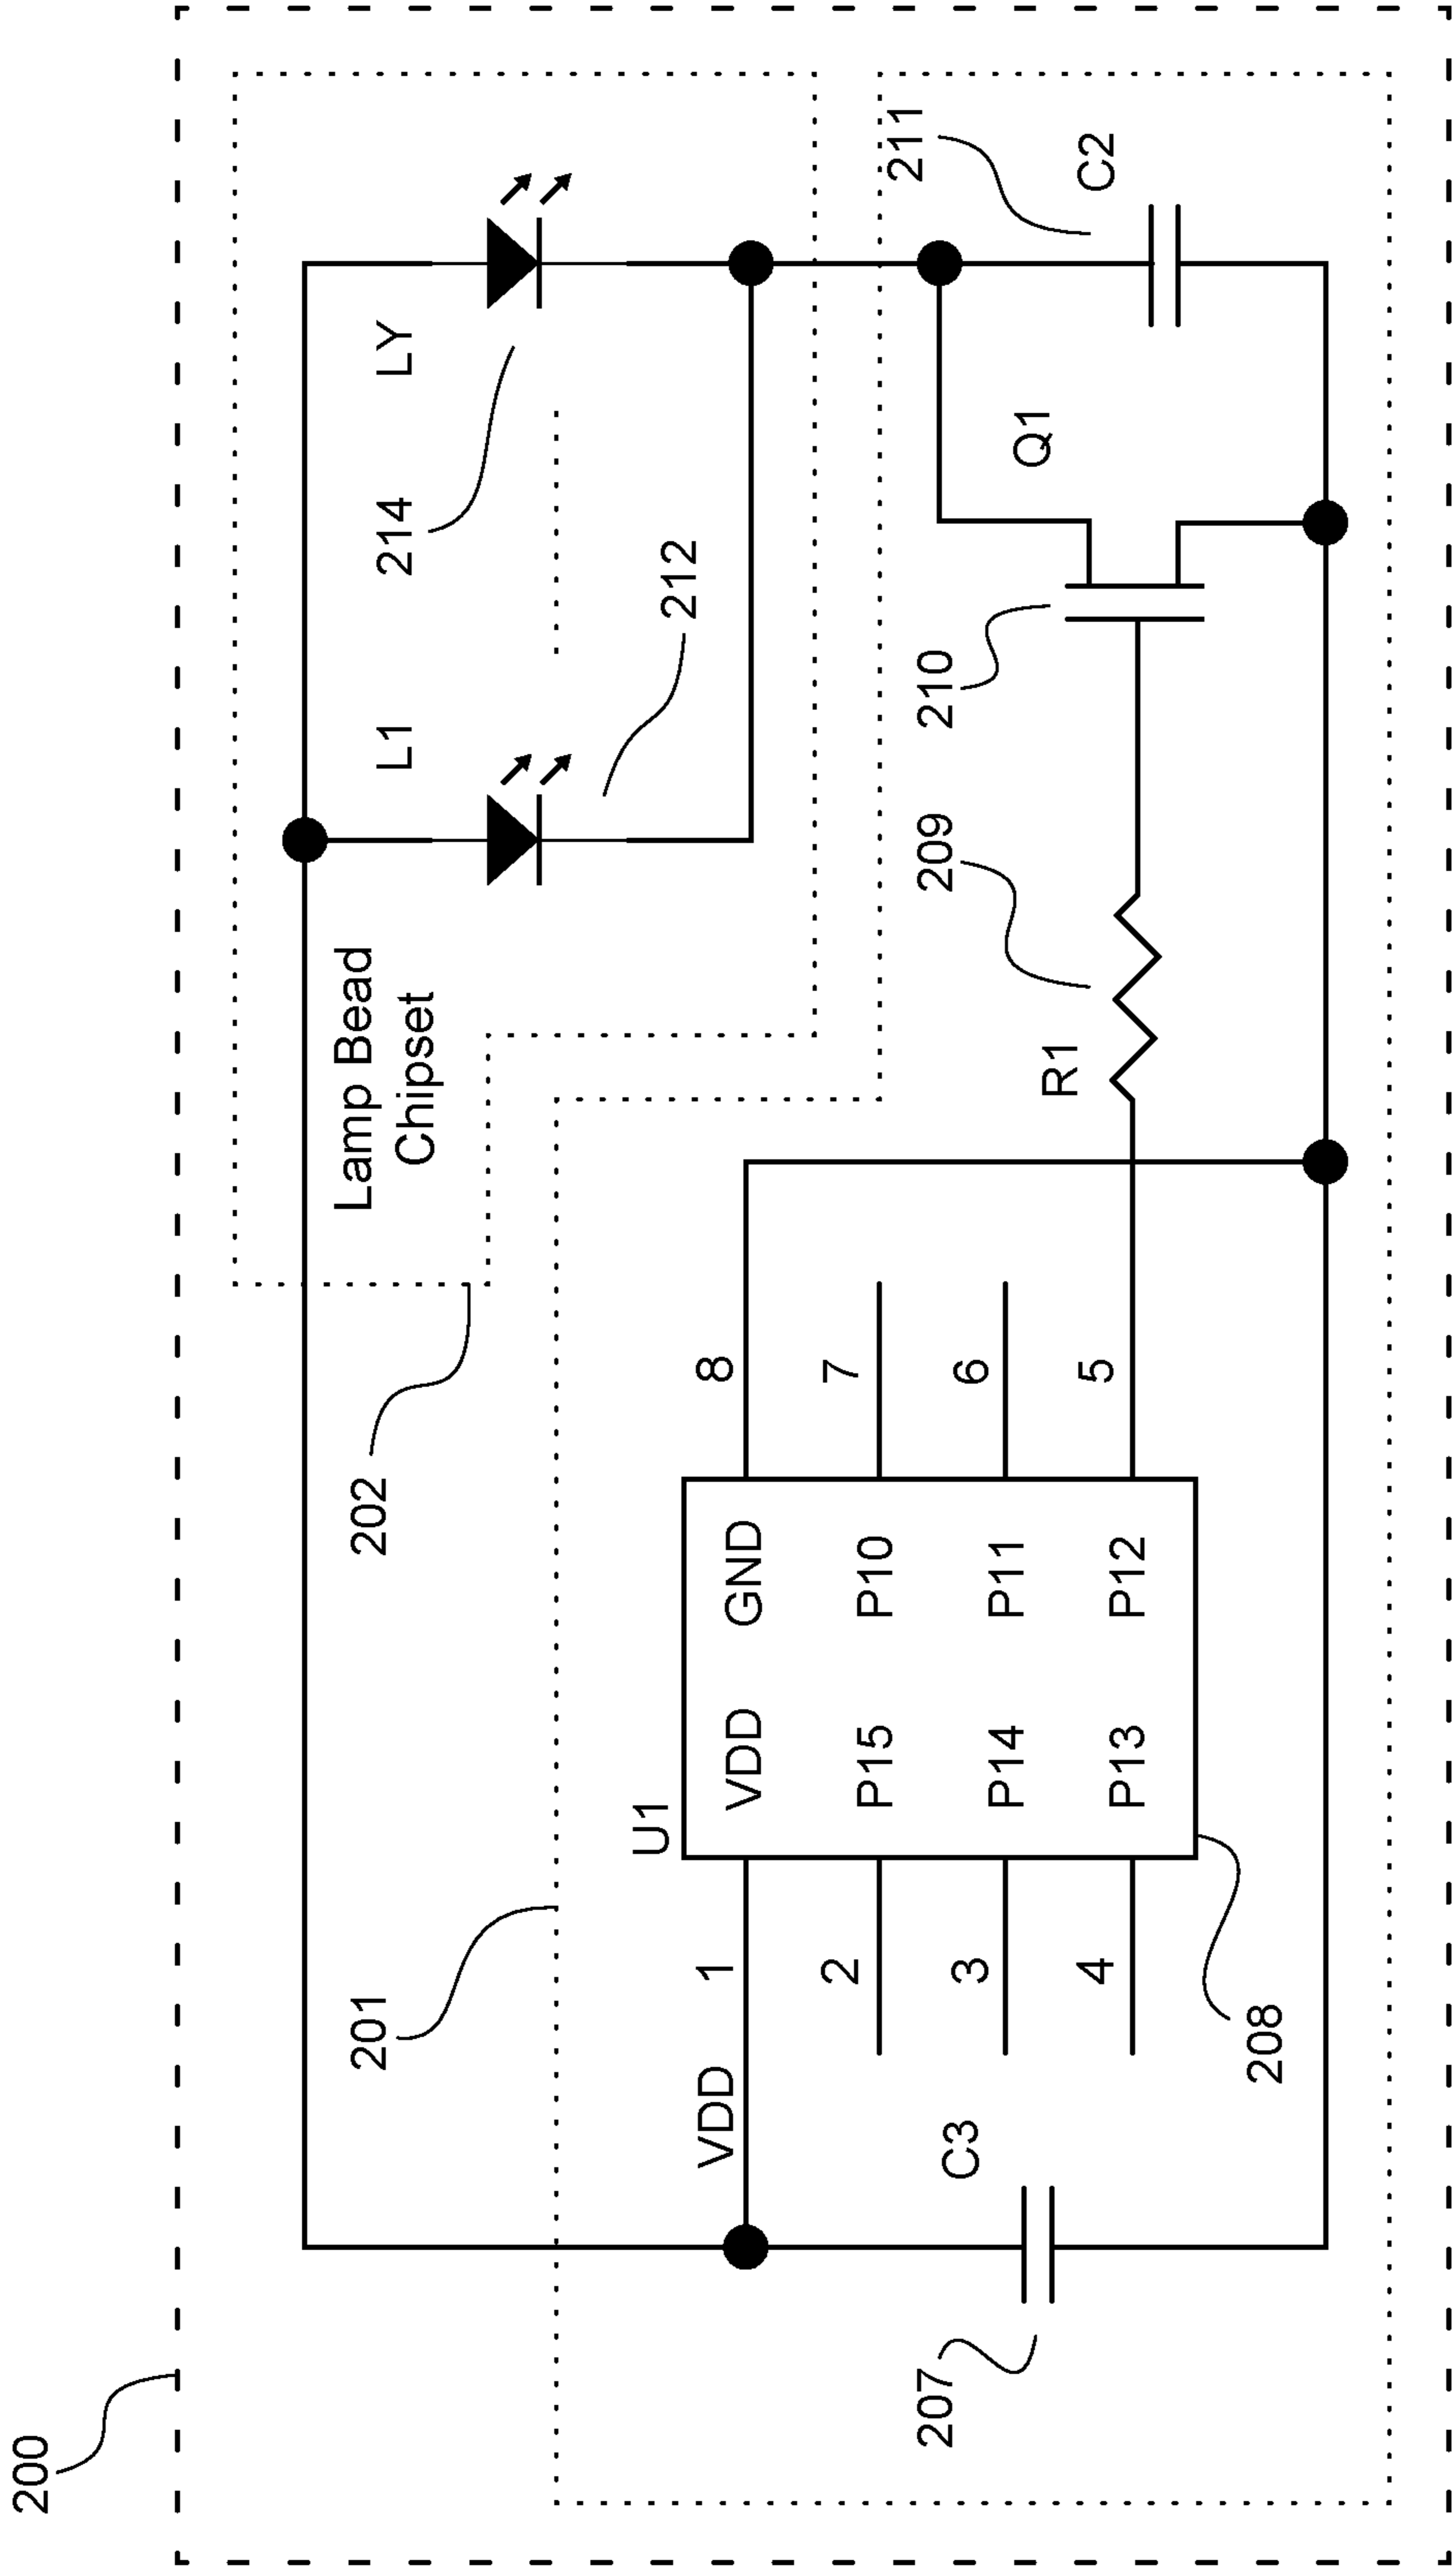 200
Lamp Bead
Chipset
L1
LY
214
212
202
201
U1
VDD
1
VDD
GND
8
2
P15
P10
7
3
P14
P11
6
4
P13
P12
5
208
C3
207
R1
209
210
Q1
211
C2